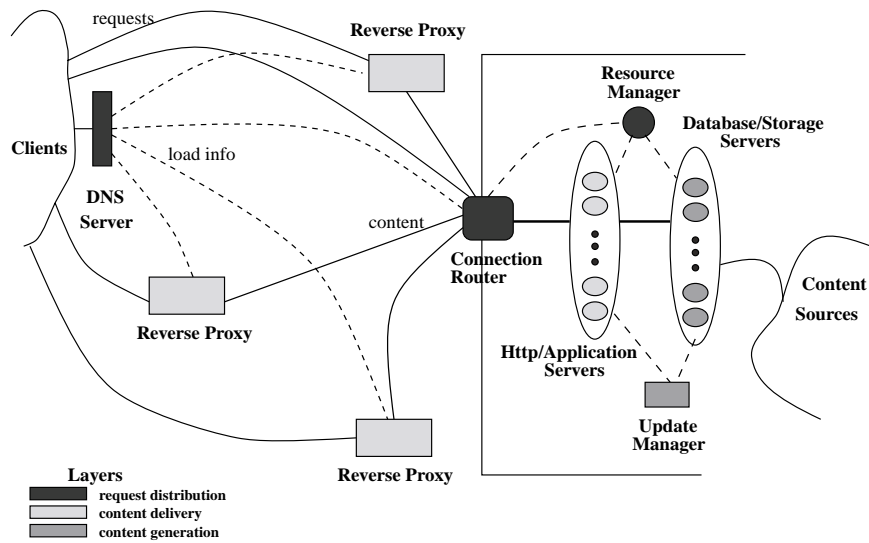 requests
Reverse Proxy
Resource
Manager
Database/Storage
Servers
Clients
load info
DNS
Server
content
Connection
Router
Content
Sources
Reverse Proxy
Http/Application
Servers
Update
Manager
Reverse Proxy
Layers
request distribution
content delivery
content generation